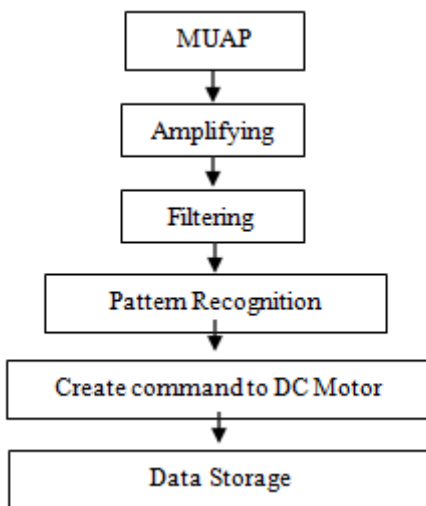 MUAP
Amplifying
Filtering
Pattern Recognition
Create command to DC Motor
Data Storage